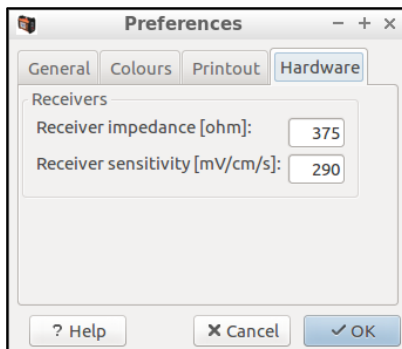 Preferences
General Colours Printout Hardware
Receivers
Receiver impedance [ohm]: 375
Receiver sensitivity [mV/cm/s]: 290
? Help Cancel OK